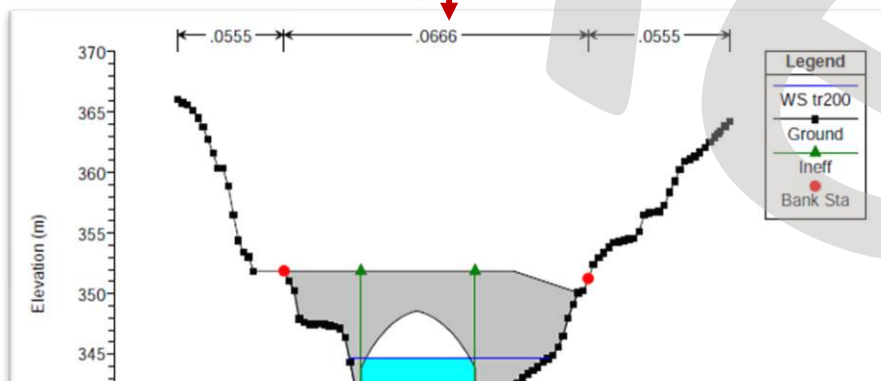 .0555 .0666 .0555
370
365
360
355
350
345
Elevation (m)
Legend
WS tr200
Ground
Ineff
Bank Sta